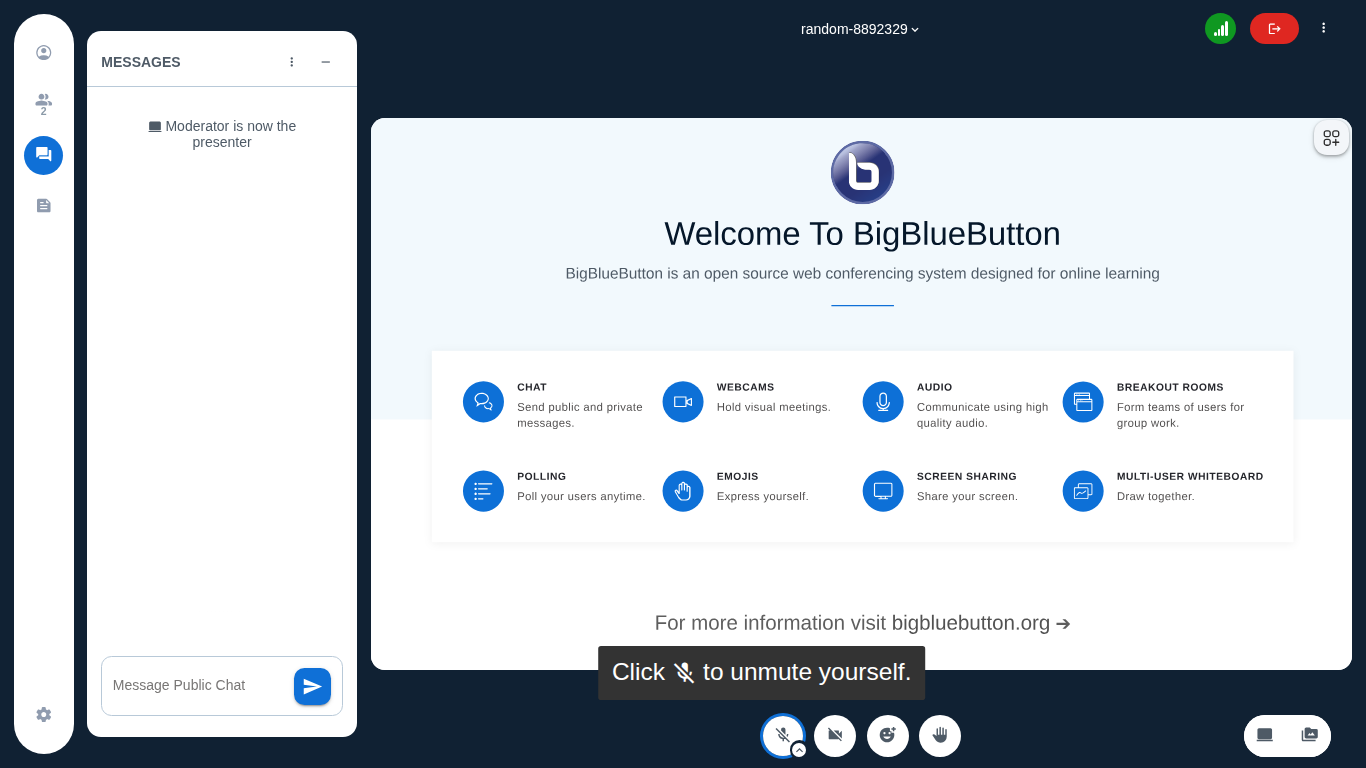 random-8892329
2
MESSAGES
Moderator is now the
presenter
Message Public Chat
Welcome To BigBlueButton
BigBlueButton is an open source web conferencing system designed for online learning
CHAT
Send public and private
messages.
WEBCAMS
Hold visual meetings.
AUDIO
Communicate using high
quality audio.
BREAKOUT ROOMS
Form teams of users for
group work.
POLLING
Poll your users anytime.
EMOJIS
Express yourself.
SCREEN SHARING
Share your screen.
MULTI-USER WHITEBOARD
Draw together.
For more information visit bigbluebutton.org ➔
Click to unmute yourself.